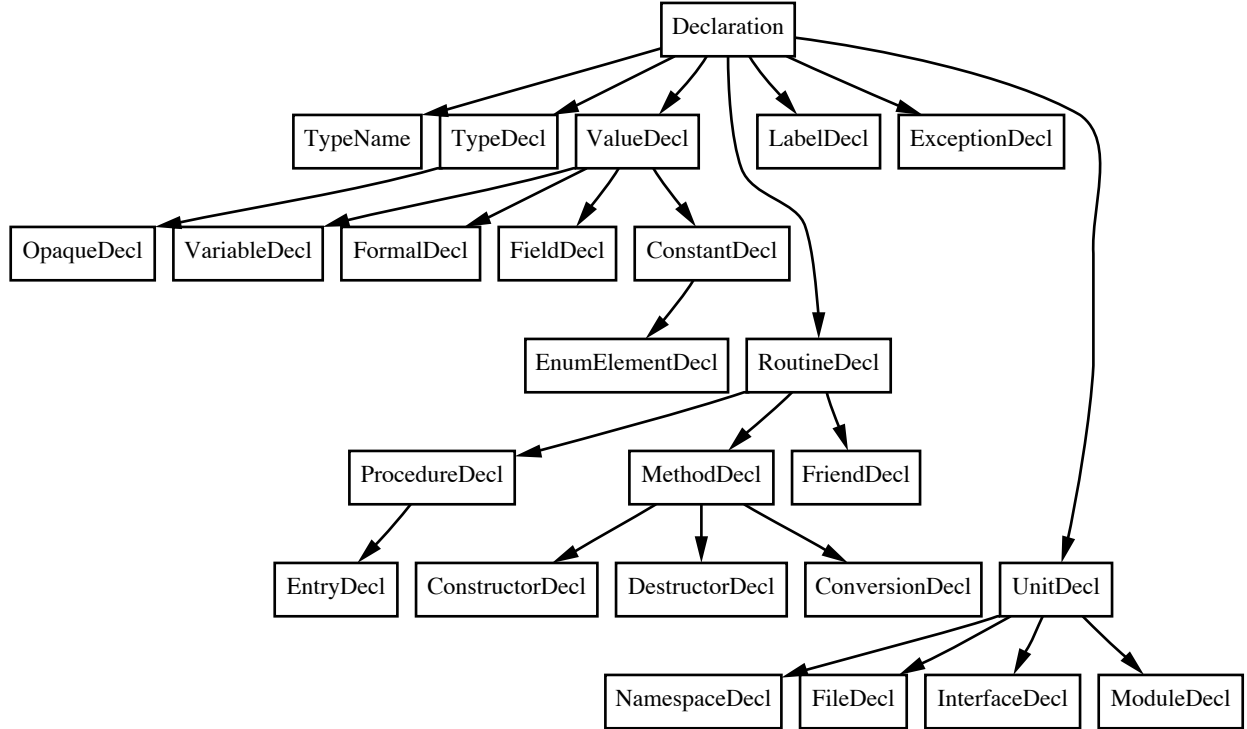 Declaration
TypeName
TypeDecl
ValueDecl
LabelDecl
ExceptionDecl
OpaqueDecl
VariableDecl
FormalDecl
FieldDecl
ConstantDecl
EnumElementDecl
RoutineDecl
ProcedureDecl
MethodDecl
FriendDecl
EntryDecl
ConstructorDecl
DestructorDecl
ConversionDecl
UnitDecl
NamespaceDecl
FileDecl
InterfaceDecl
ModuleDecl